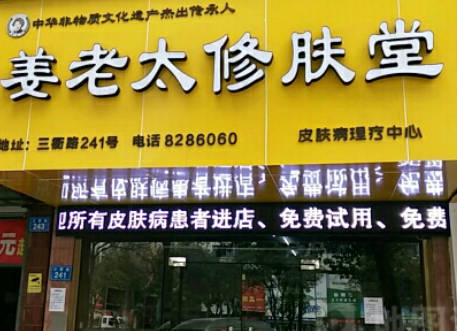 中华非物质文化遗产杰出传承人
姜老太修肤堂
地址：三衢路241号 电话8286060 皮肤病理疗中心
迎所有皮肤病患者进店、免费试用、免费
243
241